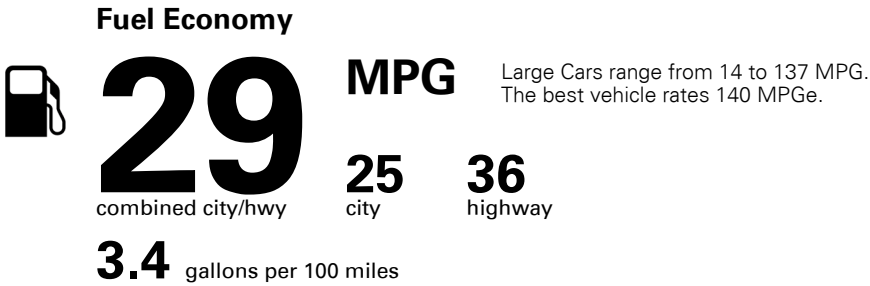 Fuel Economy
29 MPG
Large Cars range from 14 to 137 MPG.
The best vehicle rates 140 MPGe.
combined city/hwy
25 city
36 highway
3.4 gallons per 100 miles